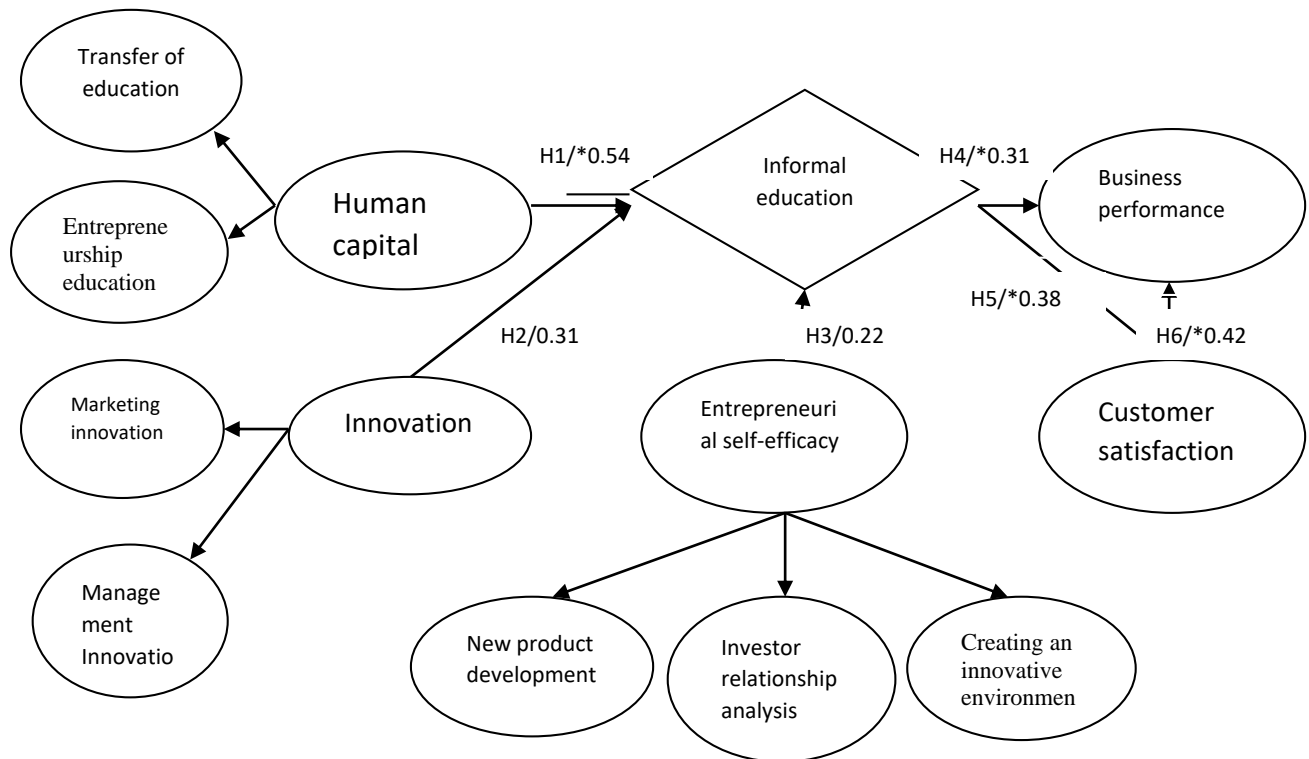 Transfer of
education
Entreprene
urship
education
Human
capital
H1/*0.54
Informal
education
H4/*0.31
Business
performance
H2/0.31
H3/0.22
H5/*0.38
H6/*0.42
Marketing
innovation
Innovation
Entrepreneuri
al self-efficacy
Customer
satisfaction
Manage
ment
Innovatio
New product
development
Investor
relationship
analysis
Creating an
innovative
environmen